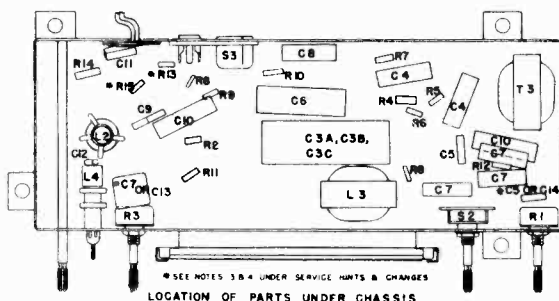 C11
S3
C8
R7
R14
*R13
R10
C4
T3
*R15
R8
R9
C6
R4
R5
C4
R6
C9
C10
L2
C3A, C3B,
C3C
C10
R2
C5
C7
C12
R12
L4
*C7
OR
C13
R11
R8
C7
C7
*C5 OR C14
R3
L3
S2
R1
* SEE NOTES 3 & 4 UNDER SERVICE HINTS & CHANGES
LOCATION OF PARTS UNDER CHASSIS